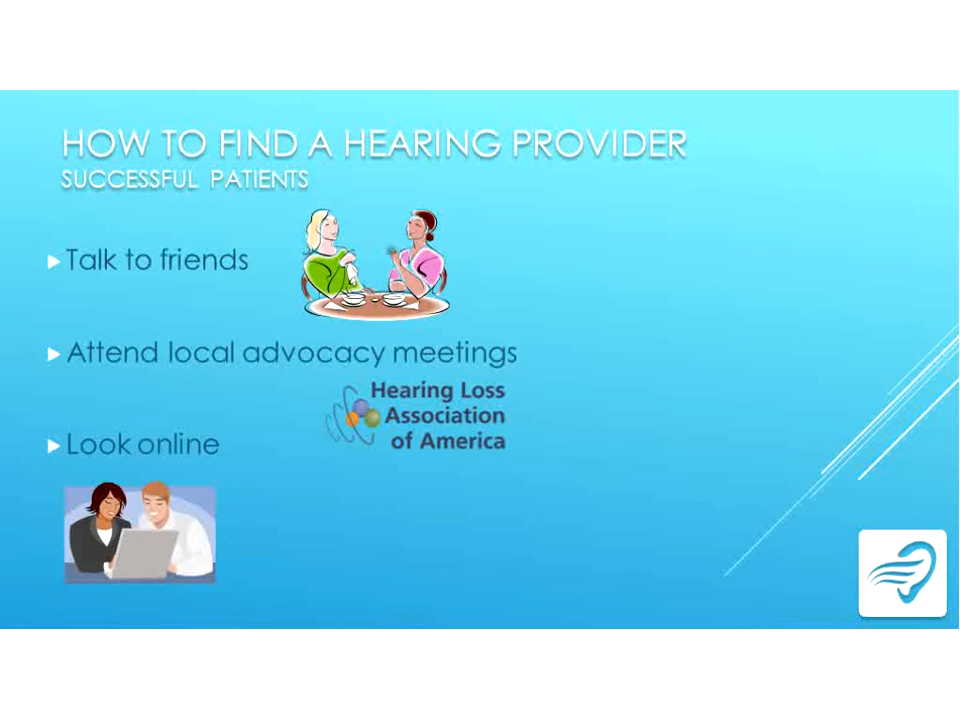 HOW TO FIND A HEARING PROVIDER
SUCCESSFUL PATIENTS
Talk to friends
Attend local advocacy meetings
Hearing Loss
Association
of America
Look online